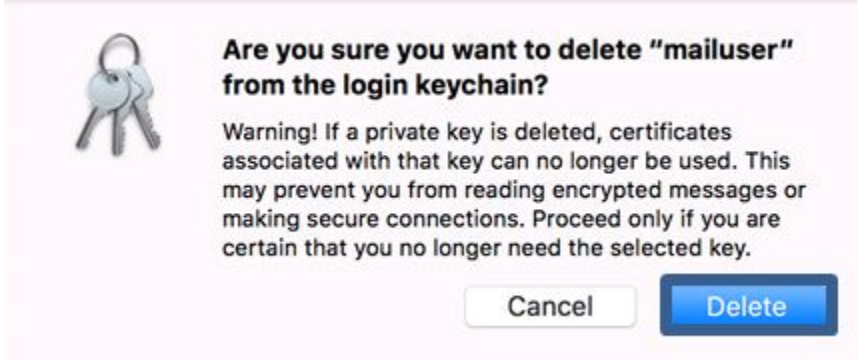 Are you sure you want to delete “mailuser”
from the login keychain?
Warning! If a private key is deleted, certificates
associated with that key can no longer be used. This
may prevent you from reading encrypted messages or
making secure connections. Proceed only if you are
certain that you no longer need the selected key.
Cancel Delete